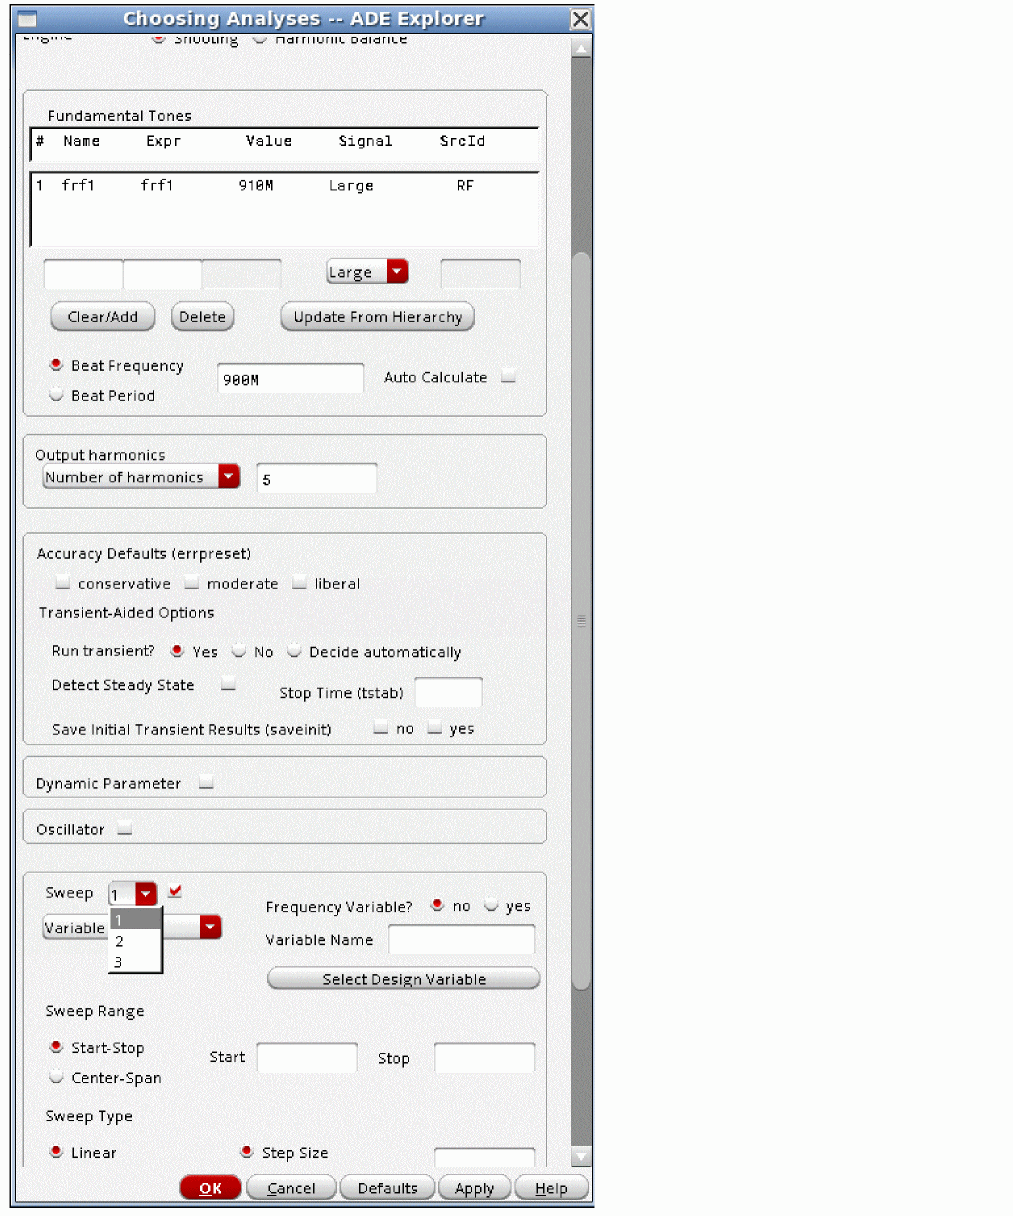 Choosing Analyses -- ADE Explorer
Engine Shooting Harmonic Balance
Fundamental Tones
# Name Expr Value Signal SrcId
1 frf1 frf1 910M Large RF
Large
Clear/Add Delete Update From Hierarchy
Beat Frequency 900M Auto Calculate
Beat Period
Output harmonics
Number of harmonics 5
Accuracy Defaults (errpreset)
conservative moderate liberal
Transient-Aided Options
Run transient? Yes No Decide automatically
Detect Steady State Stop Time (tstab)
Save Initial Transient Results (saveinit) no yes
Dynamic Parameter
Oscillator
Sweep 1 Frequency Variable? no yes
1
Variable
2
Variable Name
3
Select Design Variable
Sweep Range
Start-Stop Start Stop
Center-Span
Sweep Type
Linear Step Size
OK Cancel Defaults Apply Help